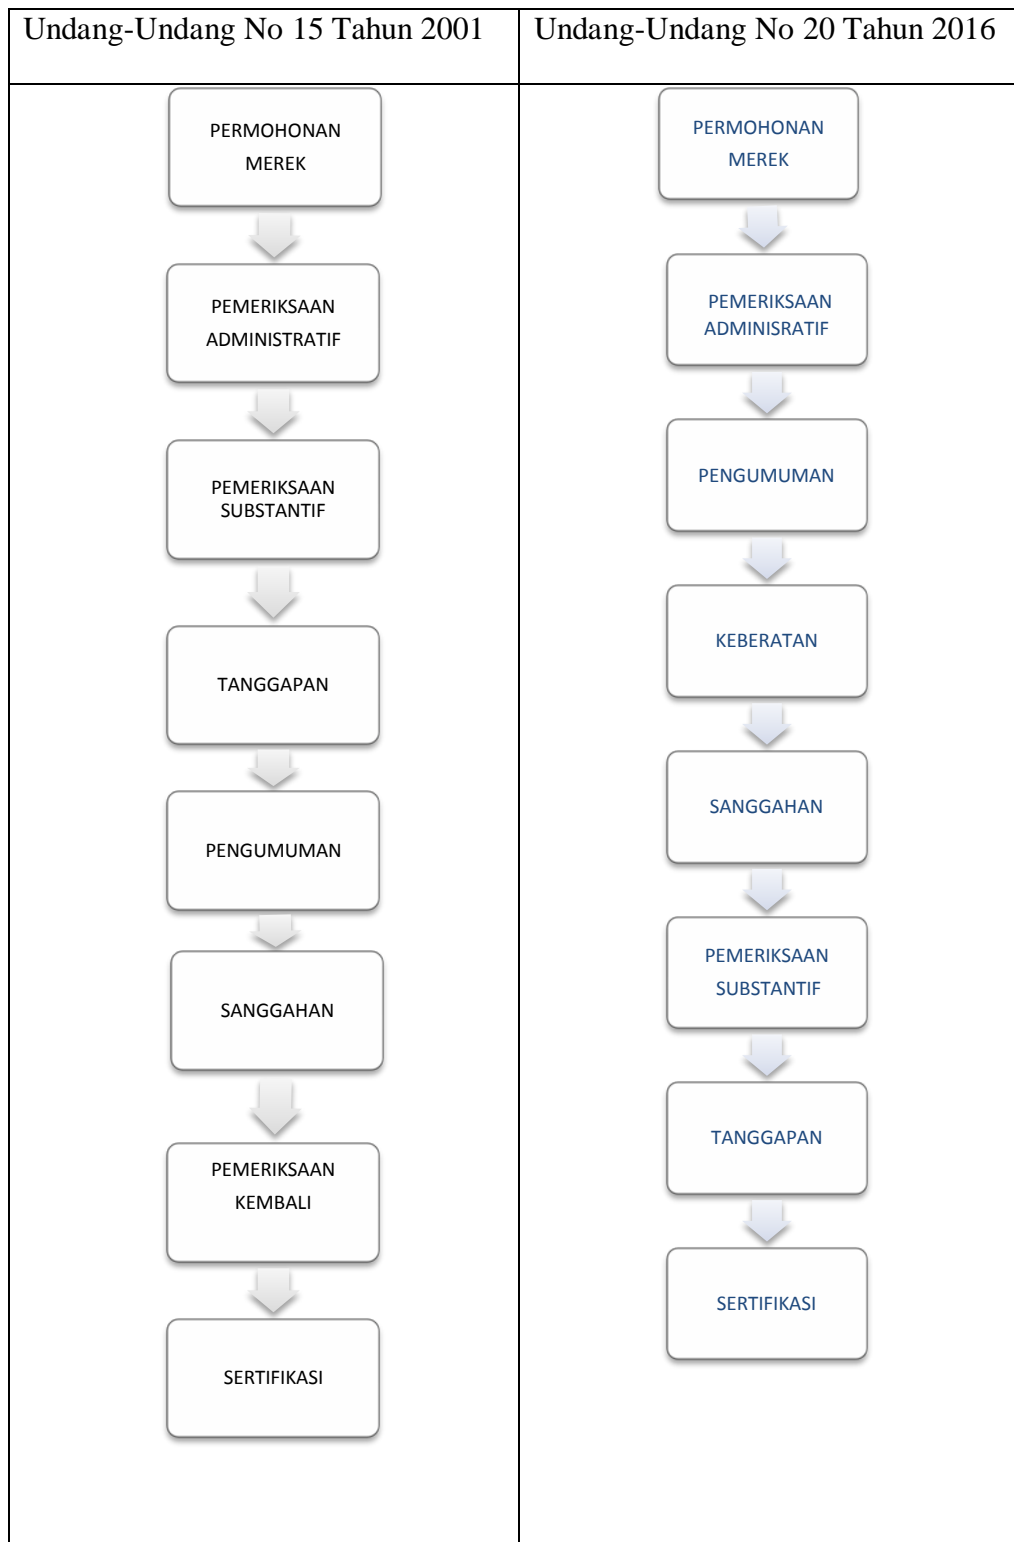 Undang-Undang No 15 Tahun 2001
Undang-Undang No 20 Tahun 2016
PERMOHONAN
MEREK
PEMERIKSAAN
ADMINISTRATIF
PEMERIKSAAN
SUBSTANTIF
TANGGAPAN
PENGUMUMAN
SANGGAHAN
PEMERIKSAAN
KEMBALI
SERTIFIKASI
PERMOHONAN
MEREK
PEMERIKSAAN
ADMINISRATIF
PENGUMUMAN
KEBERATAN
SANGGAHAN
PEMERIKSAAN
SUBSTANTIF
TANGGAPAN
SERTIFIKASI